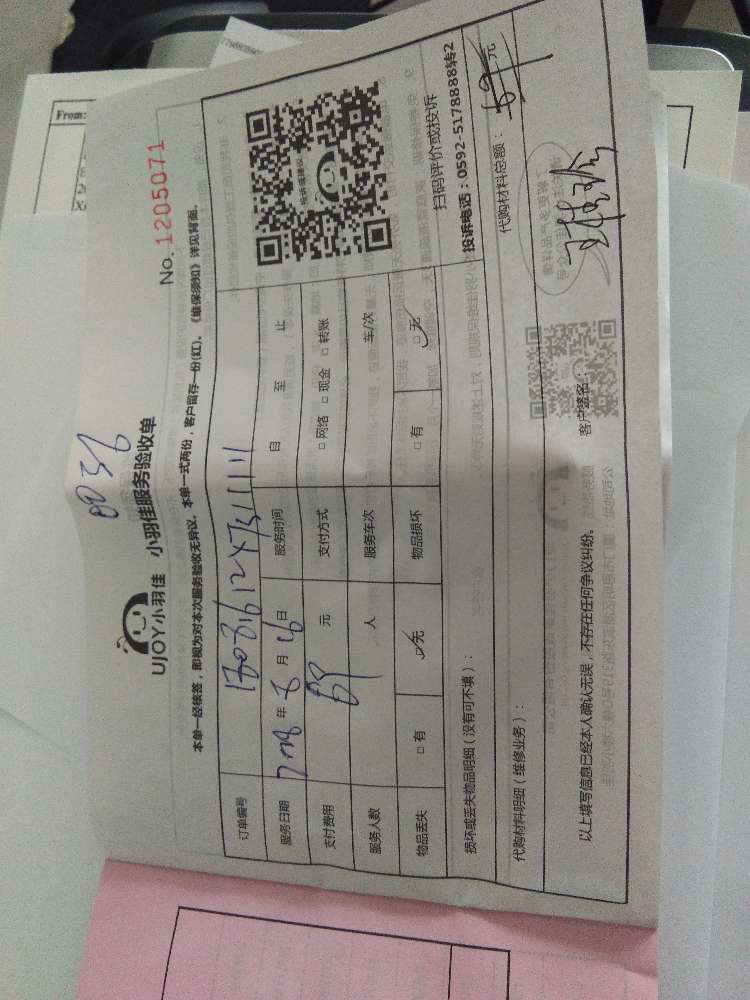 From:
No. 1205071
0036
UJOY小羽佳 小羽佳服务验收单
本单一经核签，即视为对本次服务验收无异议。本单一式两份，客户留存一份(红)。《维保须知》详见背面。
订单编号
服务日期 年 8月16日 服务时间 自 至 止
支付费用 元 支付方式 □网络 □现金 □转账
服务人数 人 服务车次 车/次
物品丢失 □有 ☑无 物品损坏 □有 ☑无
扫码评价或投诉
投诉电话：0592-5178888转2
损坏或丢失物品明细（没有可不填）：
代购材料明细（维修业务）： 代购材料总额： 元
以上填写信息已经本人确认无误，不存在任何争议纠纷。 客户签名：